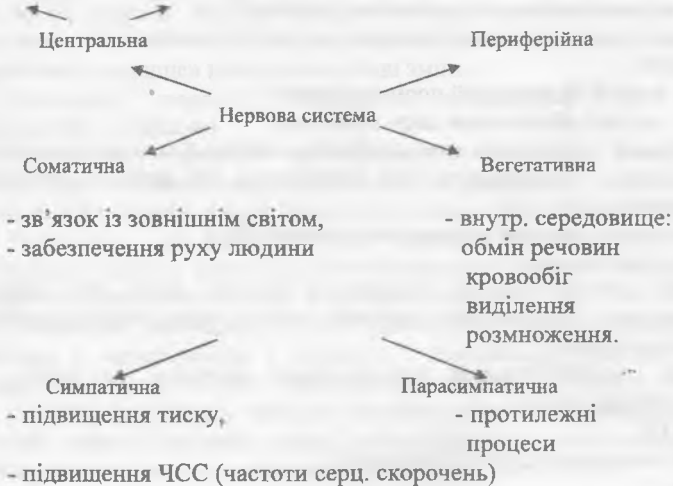 Центральна Периферійна
Нервова система
Соматична Вегетативна
- зв’язок із зовнішнім світом, - внутр. середовище:
- забезпечення руху людини обмін речовин
кровообіг
виділення
розмноження.
Симпатична Парасимпатична
- підвищення тиску, - протилежні
процеси
- підвищення ЧСС (частоти серц. скорочень)